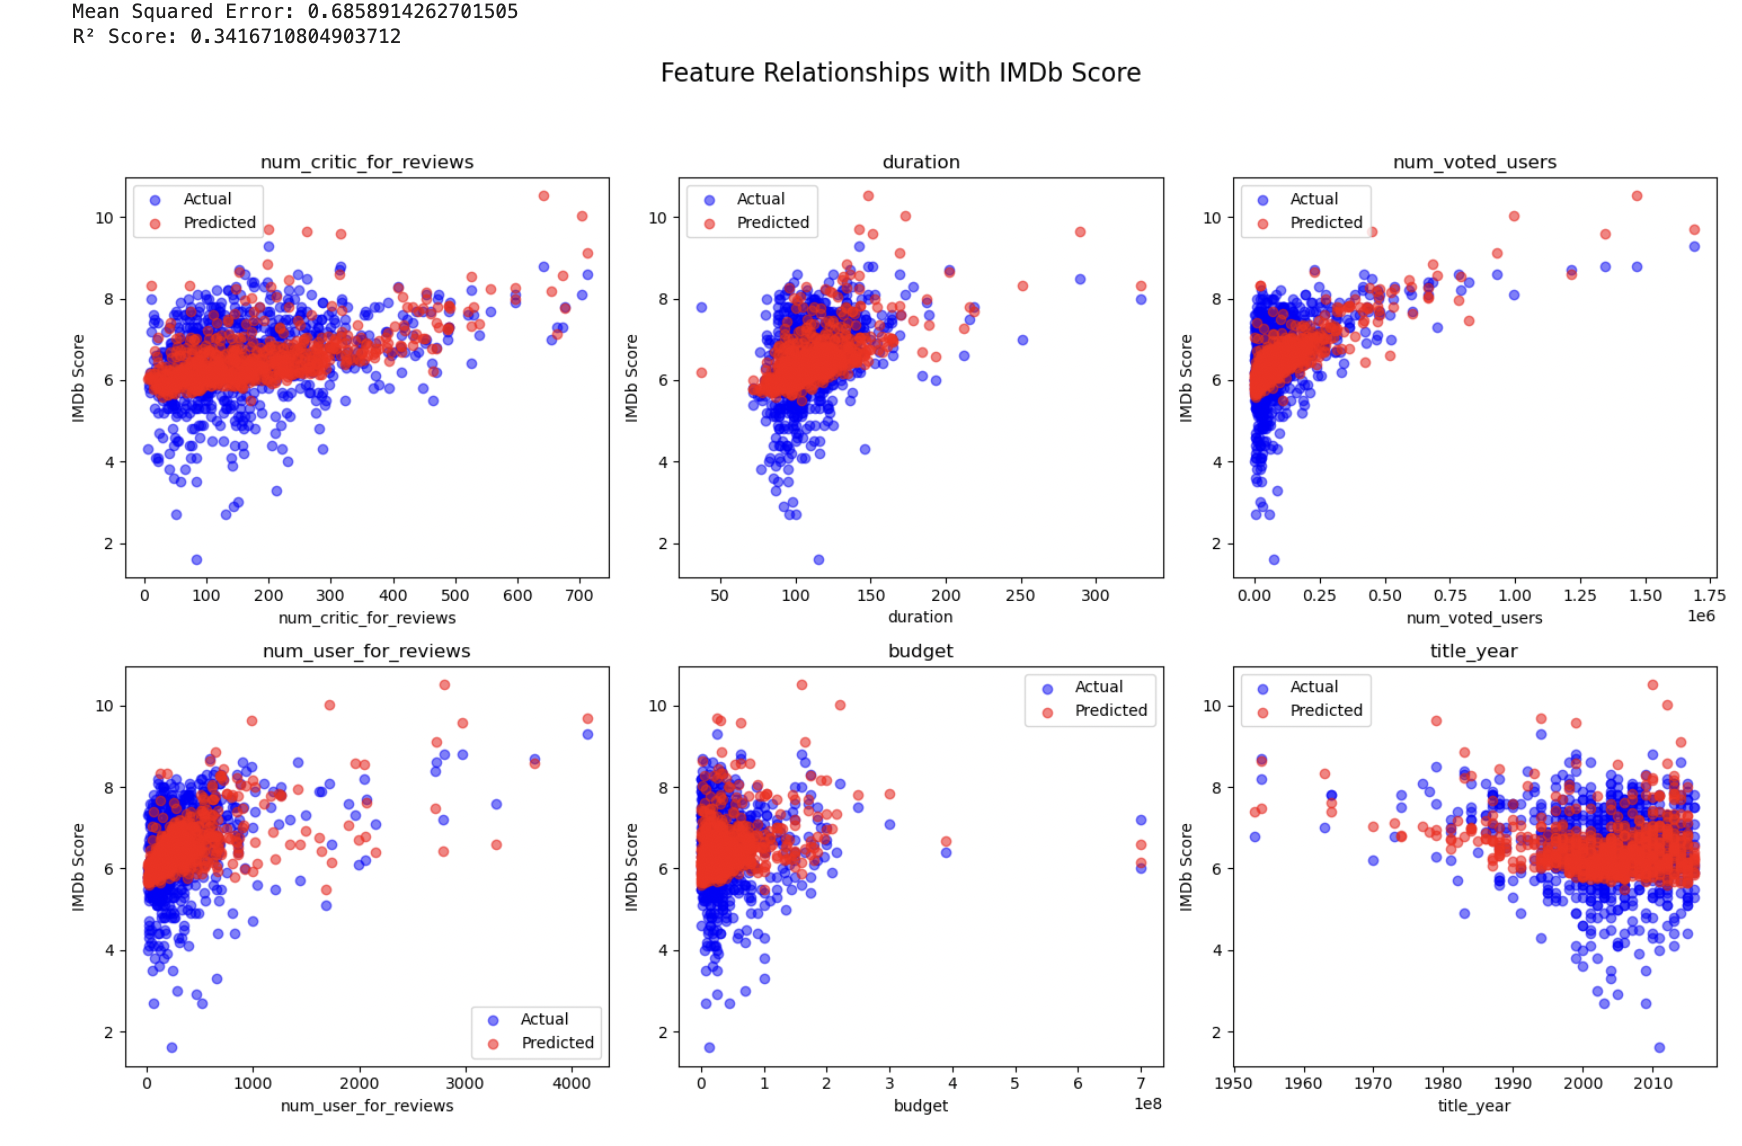 Mean Squared Error: 0.6858914262701505
R² Score: 0.3416710804903712
Feature Relationships with IMDb Score
num_critic_for_reviews
Actual
Predicted
IMDb Score
10
8
6
4
2
0 100 200 300 400 500 600 700
num_critic_for_reviews
duration
Actual
Predicted
IMDb Score
10
8
6
4
2
50 100 150 200 250 300
duration
num_voted_users
Actual
Predicted
IMDb Score
10
8
6
4
2
0.00 0.25 0.50 0.75 1.00 1.25 1.50 1.75
1e6
num_voted_users
num_user_for_reviews
IMDb Score
10
8
6
4
2
Actual
Predicted
0 1000 2000 3000 4000
num_user_for_reviews
budget
Actual
Predicted
IMDb Score
10
8
6
4
2
0 1 2 3 4 5 6 7
1e8
budget
title_year
Actual
Predicted
IMDb Score
10
8
6
4
2
1950 1960 1970 1980 1990 2000 2010
title_year